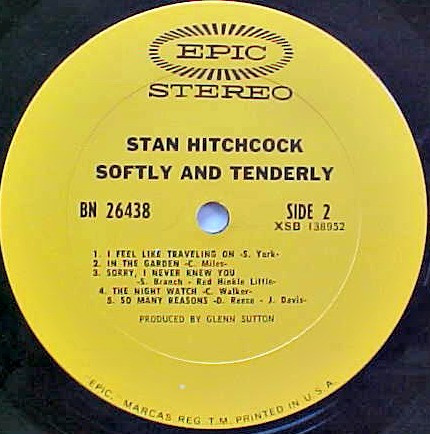 EPIC
STEREO
STAN HITCHCOCK
SOFTLY AND TENDERLY
BN 26438
SIDE 2
XSB 138952
1. I FEEL LIKE TRAVELING ON -S. York-
2. IN THE GARDEN -C. Miles-
3. SORRY, I NEVER KNEW YOU
-S. Branch - Red Hinkle Little-
4. THE NIGHT WATCH -C. Walker-
5. SO MANY REASONS -D. Reese - J. Davis-
PRODUCED BY GLENN SUTTON
"EPIC," MARCAS REG. T.M. PRINTED IN U.S.A.